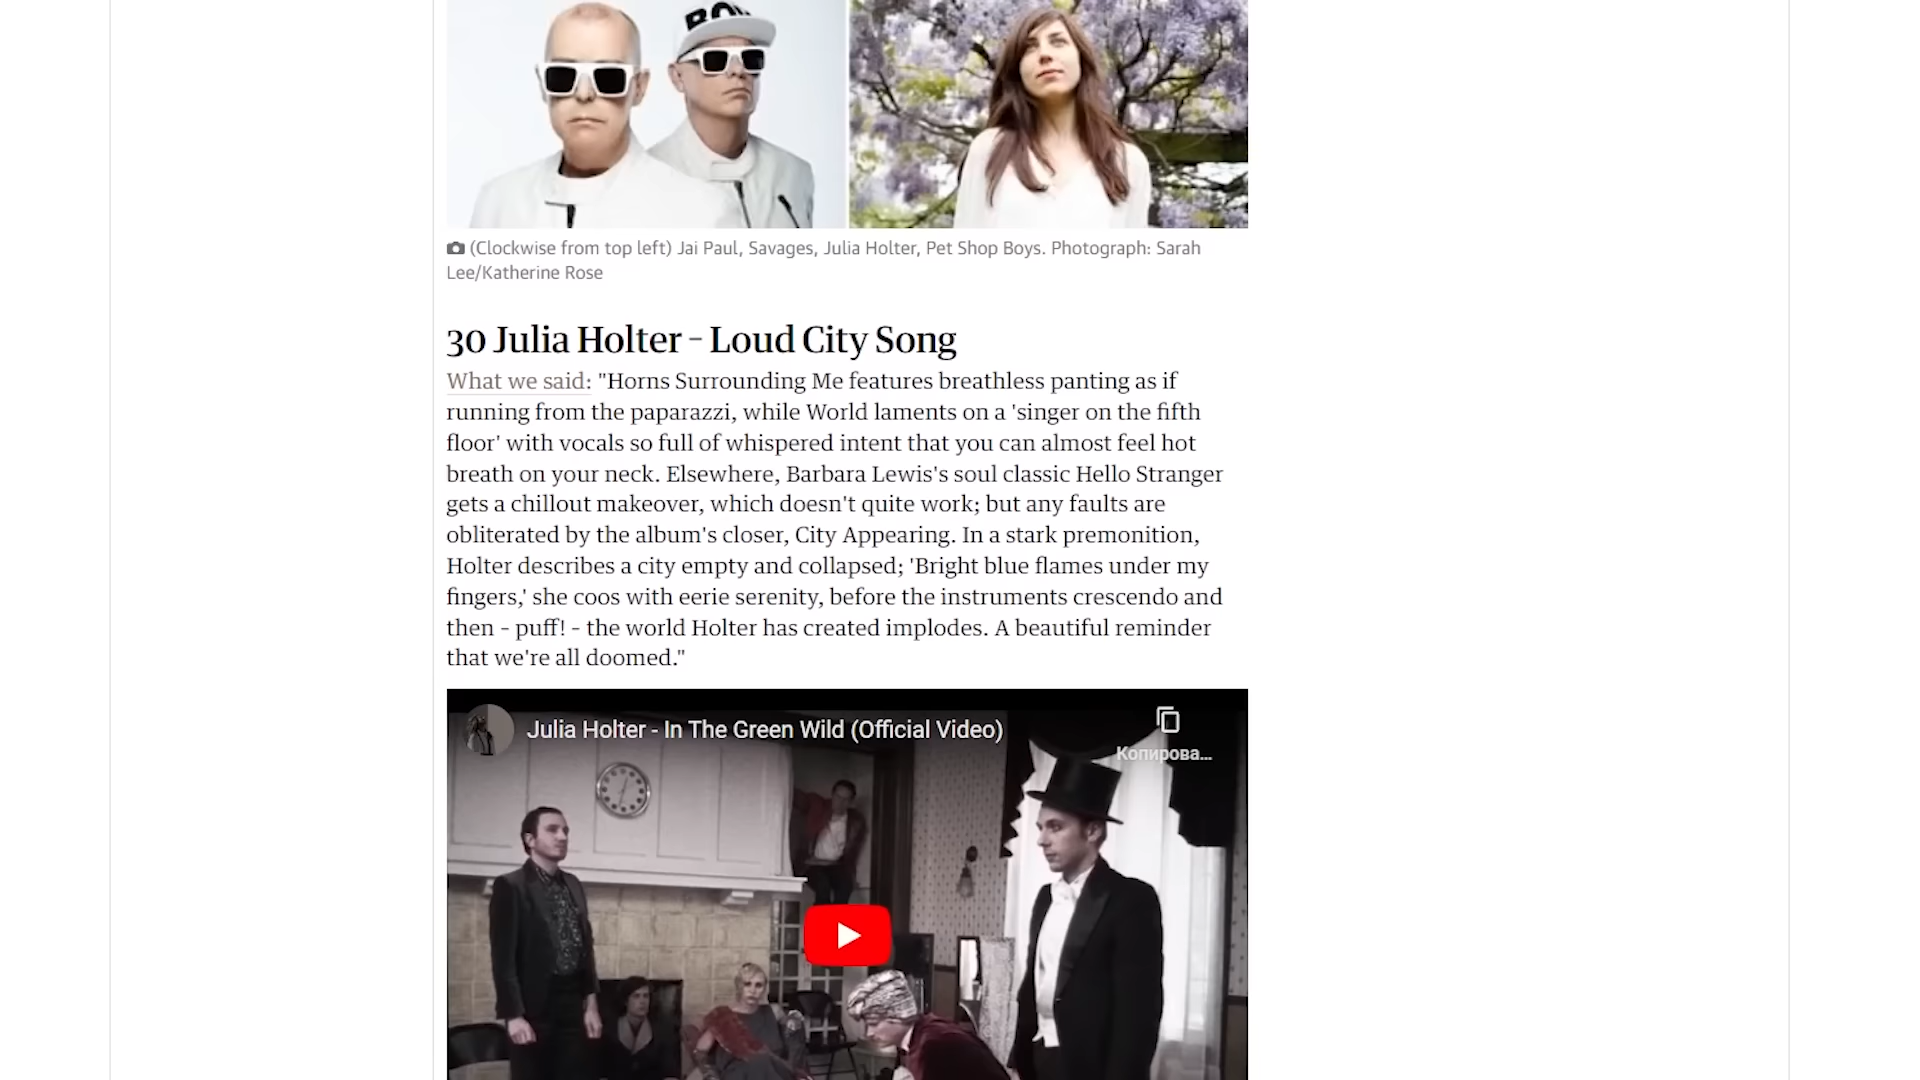 BOY
(Clockwise from top left) Jai Paul, Savages, Julia Holter, Pet Shop Boys. Photograph: Sarah
Lee/Katherine Rose
30 Julia Holter – Loud City Song
What we said: "Horns Surrounding Me features breathless panting as if
running from the paparazzi, while World laments on a 'singer on the fifth
floor' with vocals so full of whispered intent that you can almost feel hot
breath on your neck. Elsewhere, Barbara Lewis's soul classic Hello Stranger
gets a chillout makeover, which doesn't quite work; but any faults are
obliterated by the album's closer, City Appearing. In a stark premonition,
Holter describes a city empty and collapsed; 'Bright blue flames under my
fingers,' she coos with eerie serenity, before the instruments crescendo and
then – puff! – the world Holter has created implodes. A beautiful reminder
that we're all doomed."
Julia Holter - In The Green Wild (Official Video)
Копирова...